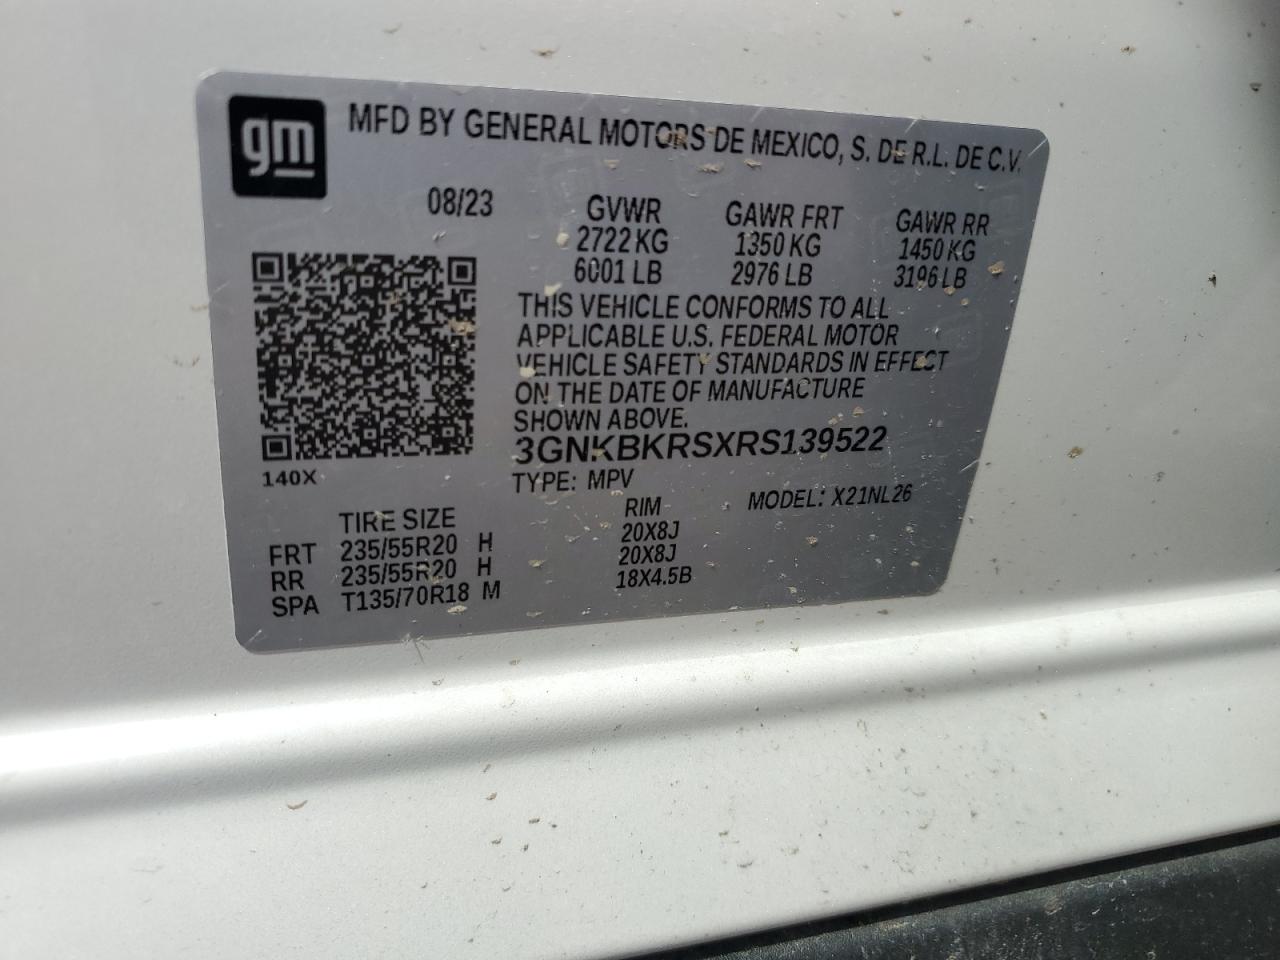 gm
MFD BY GENERAL MOTORS DE MEXICO, S. DE R.L. DE C.V.
08/23 GVWR GAWR FRT GAWR RR
2722 KG 1350 KG 1450 KG
6001 LB 2976 LB 3196 LB
THIS VEHICLE CONFORMS TO ALL
APPLICABLE U.S. FEDERAL MOTOR
VEHICLE SAFETY STANDARDS IN EFFECT
ON THE DATE OF MANUFACTURE
SHOWN ABOVE.
3GNKBKRSXRS139522
140X
TYPE: MPV MODEL: X21NL26
TIRE SIZE RIM
FRT 235/55R20 H 20X8J
RR 235/55R20 H 20X8J
SPA T135/70R18 M 18X4.5B